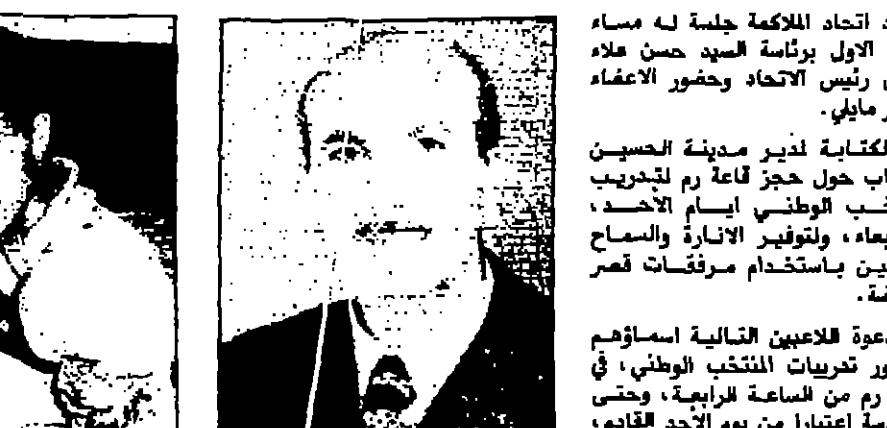 اتحاد الملاكمة جلسة له مساء
الاول برئاسة السيد حسن علاء
رئيس الاتحاد وحضور الاعضاء
مايلي.
الكتابة لمدير مدينة الحسين
حول حجز قاعة رم لتدريب
الوطني ايام الاحد،
ولتوفير الانارة والسماح
باستخدام مرفقات قصر
دعوة اللاعبين التالية اسماؤهم
تدريبات المنتخب الوطني، في
رم من الساعة الرابعة، وحتى
اعتبارا من يوم الاحد القادم،